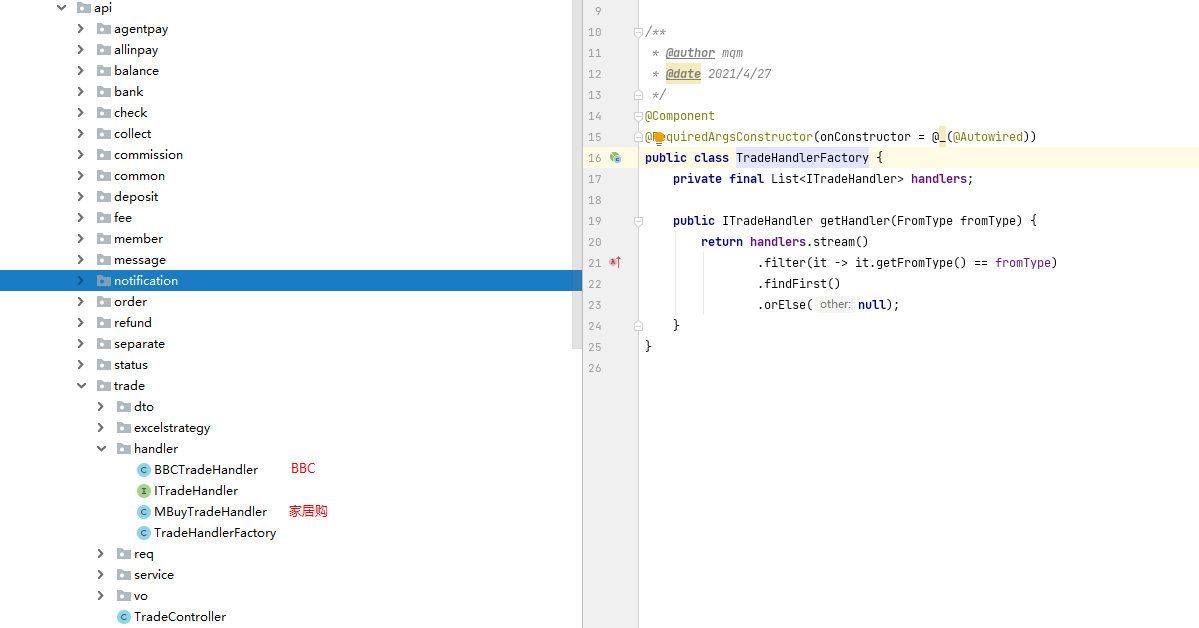 api
agentpay
allinpay
balance
bank
check
collect
commission
common
deposit
fee
member
message
notification
order
refund
separate
status
trade
dto
excelstrategy
handler
BBCTradeHandler BBC
ITradeHandler
MBuyTradeHandler 家居购
TradeHandlerFactory
req
service
vo
TradeController
9
10 /**
11 * @author mqm
12 * @date 2021/4/27
13 */
14 @Component
15 @RequiredArgsConstructor(onConstructor = @_(@Autowired))
16 public class TradeHandlerFactory {
17 private final List<ITradeHandler> handlers;
18
19 public ITradeHandler getHandler(FromType fromType) {
20 return handlers.stream()
21 .filter(it -> it.getFromType() == fromType)
22 .findFirst()
23 .orElse( other: null);
24 }
25 }
26